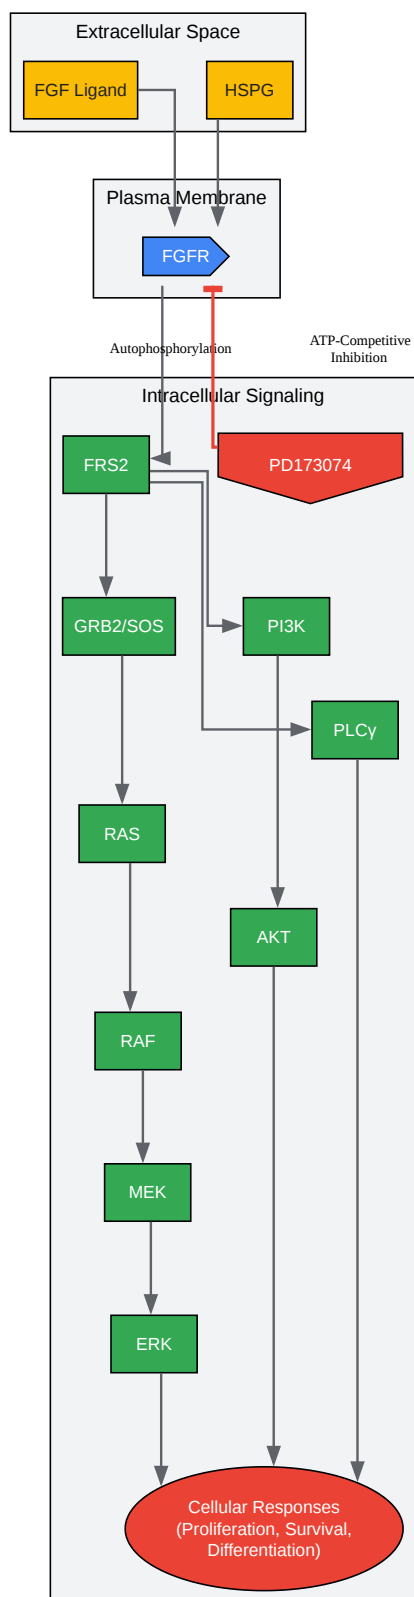 Extracellular Space
FGF Ligand
HSPG
Plasma Membrane
FGFR
Autophosphorylation
ATP-Competitive
Inhibition
Intracellular Signaling
FRS2
PD173074
GRB2/SOS
PI3K
PLCγ
RAS
AKT
RAF
MEK
ERK
Cellular Responses
(Proliferation, Survival,
Differentiation)